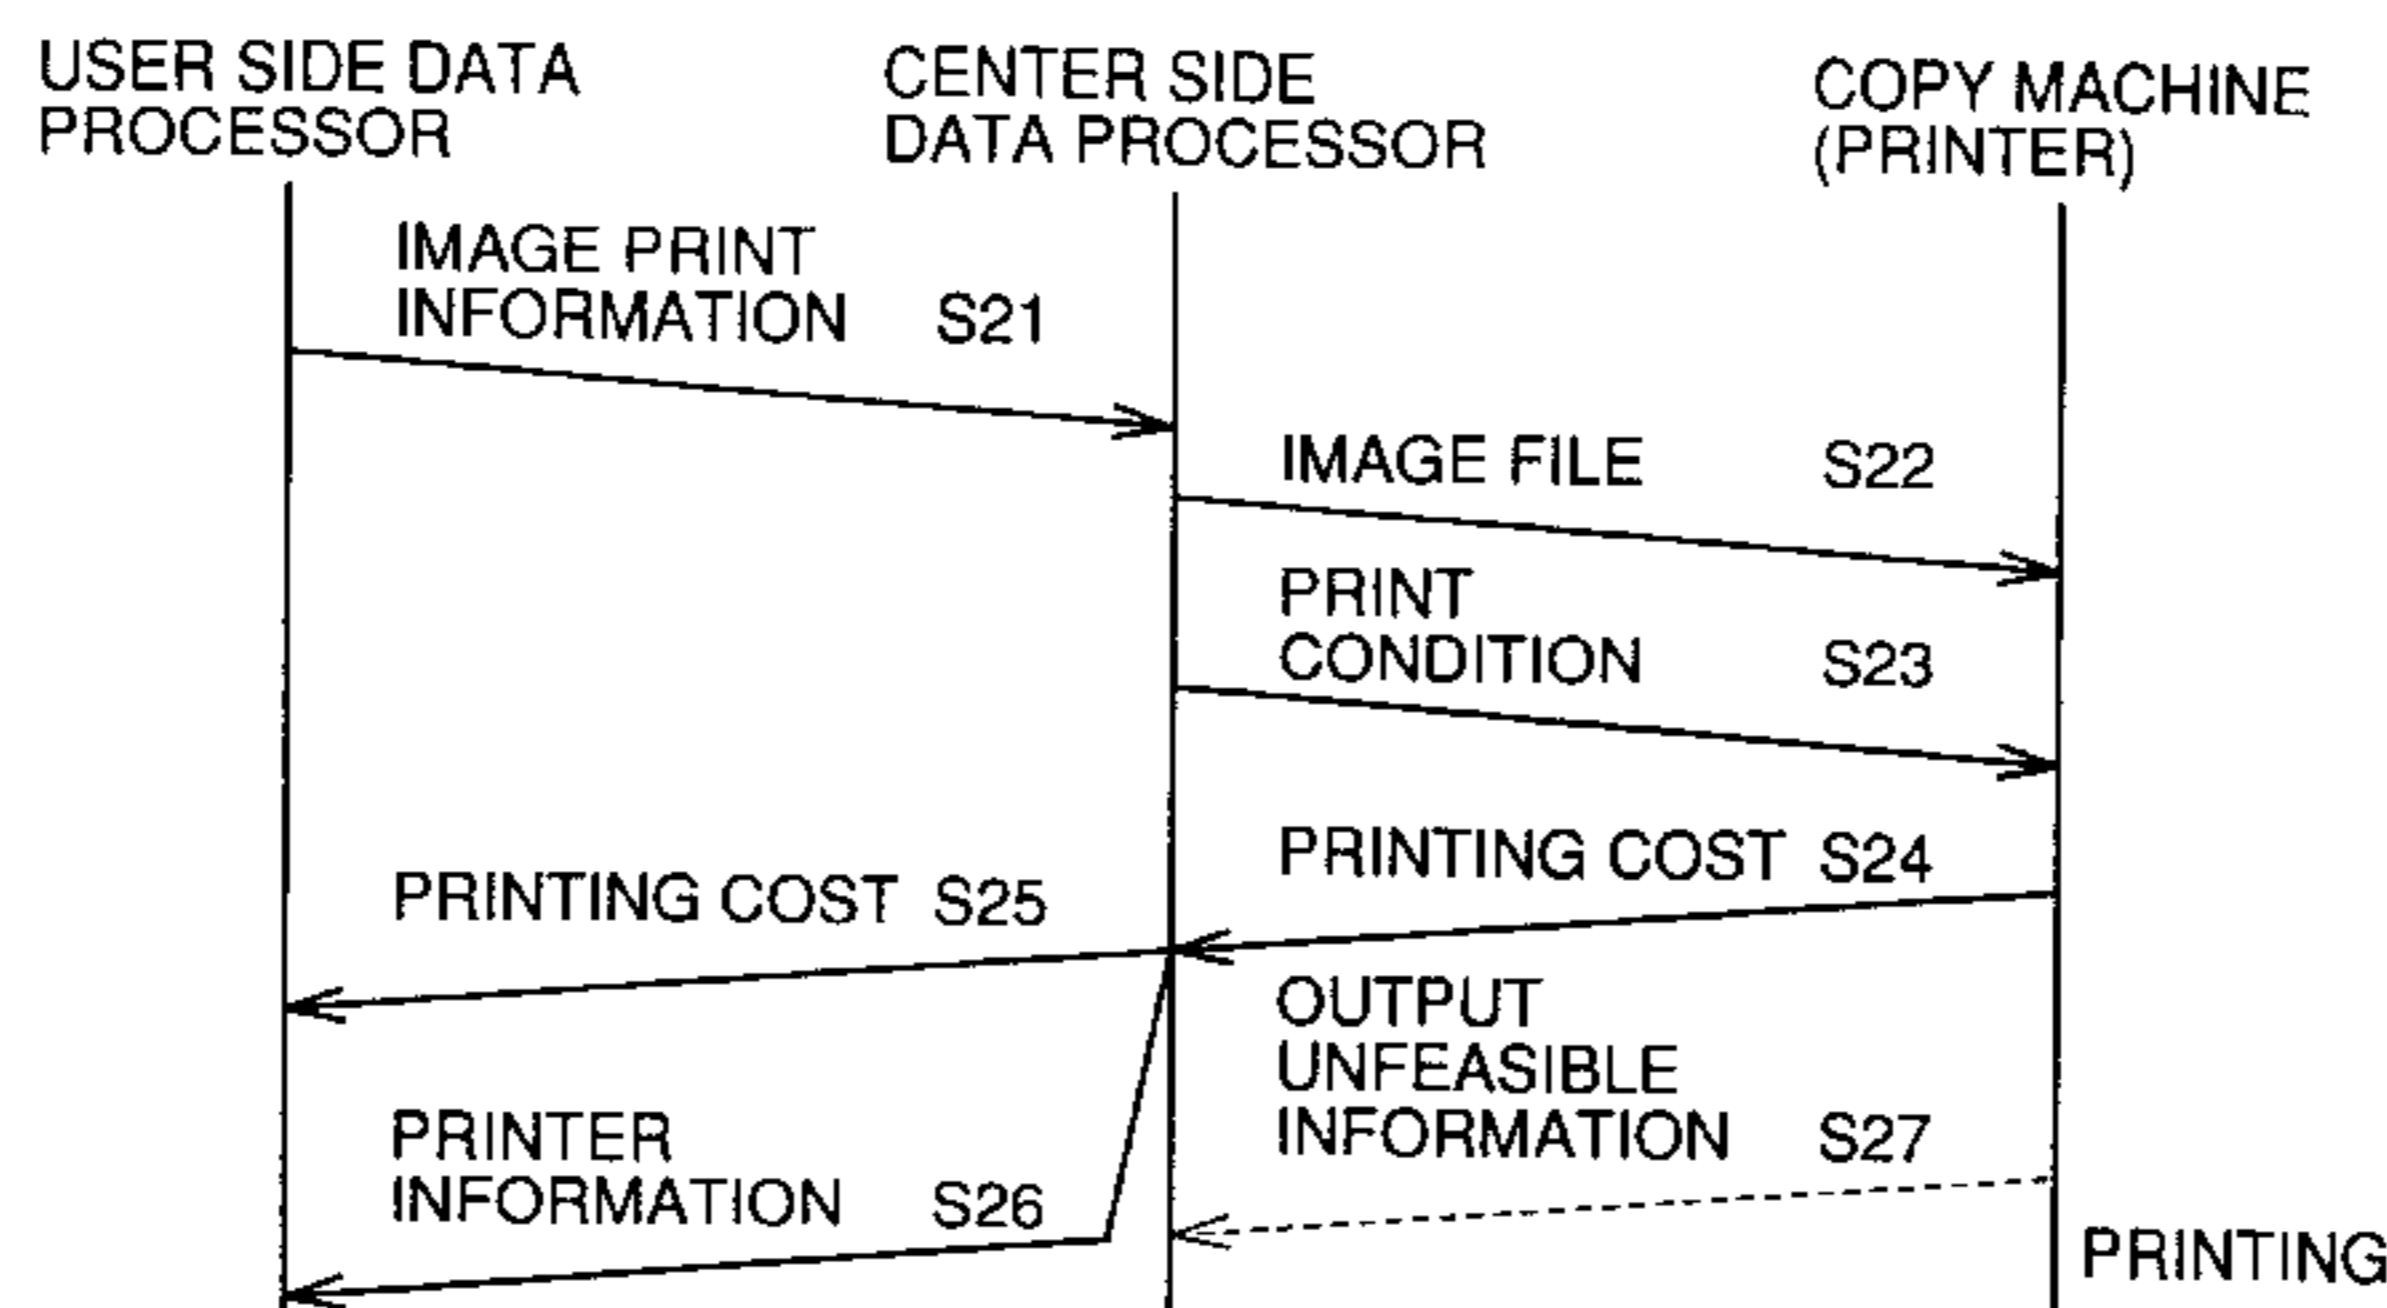 USER SIDE DATA
PROCESSOR
CENTER SIDE
DATA PROCESSOR
COPY MACHINE
(PRINTER)
IMAGE PRINT
INFORMATION S21
IMAGE FILE S22
PRINT
CONDITION S23
PRINTING COST S24
PRINTING COST S25
OUTPUT
UNFEASIBLE
INFORMATION S27
PRINTER
INFORMATION S26
PRINTING